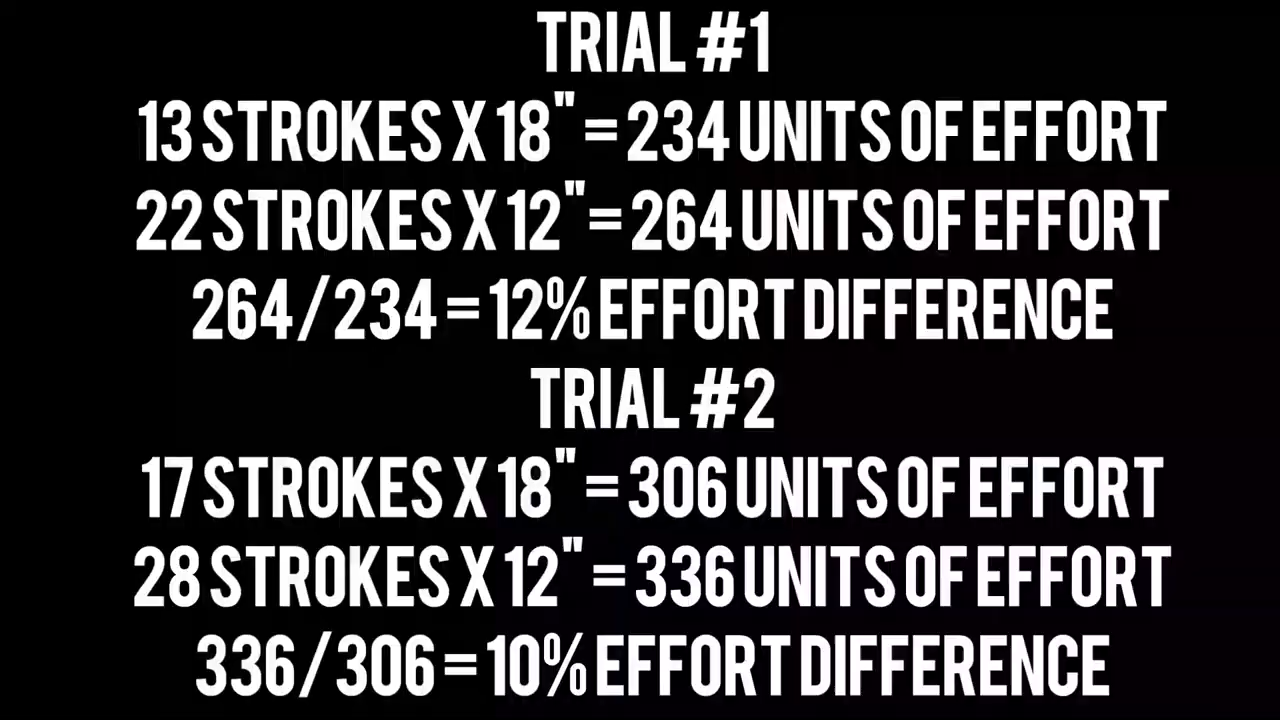 TRIAL #1
13 STROKES X 18" = 234 UNITS OF EFFORT
22 STROKES X 12" = 264 UNITS OF EFFORT
264/234 = 12% EFFORT DIFFERENCE
TRIAL #2
17 STROKES X 18" = 306 UNITS OF EFFORT
28 STROKES X 12" = 336 UNITS OF EFFORT
336/306 = 10% EFFORT DIFFERENCE